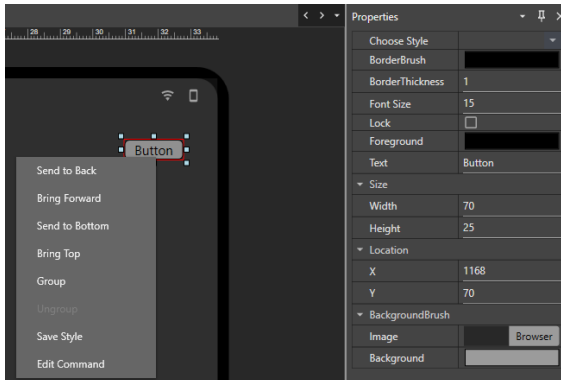 28 29 30 31 32 33
Button
Send to Back
Bring Forward
Send to Bottom
Bring Top
Group
Ungroup
Save Style
Edit Command
Properties
Choose Style
BorderBrush
BorderThickness 1
Font Size 15
Lock
Foreground
Text Button
Size
Width 70
Height 25
Location
X 1168
Y 70
BackgroundBrush
Image Browser
Background